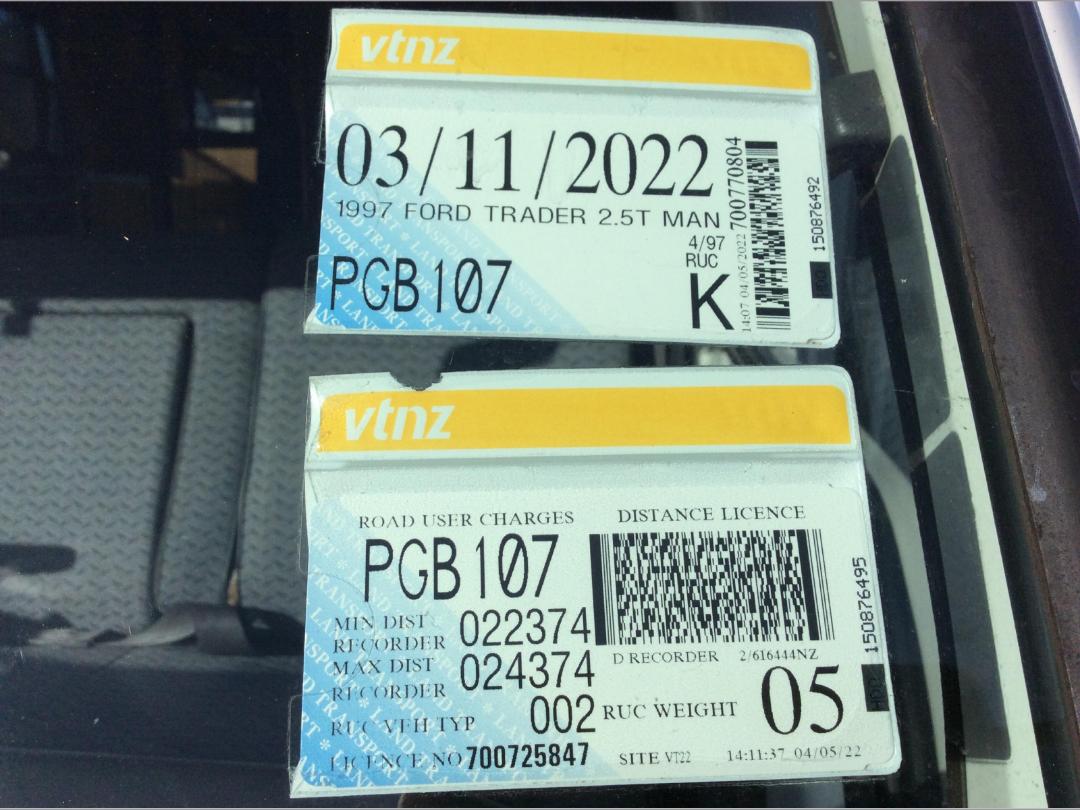 vtnz
03/11/2022
1997 FORD TRADER 2.5T MAN
4/97
RUC
PGB107
K
14:07 04/05/2022 700770804
150876492
vtnz
ROAD USER CHARGES DISTANCE LICENCE
PGB107
MIN DIST
RECORDER 022374
MAX DIST
RECORDER 024374
D RECORDER 2/616444NZ
RUC VEH TYP 002 RUC WEIGHT 05
LICENCE NO 700725847 SITE VT22 14:11:37 04/05/22
150876495